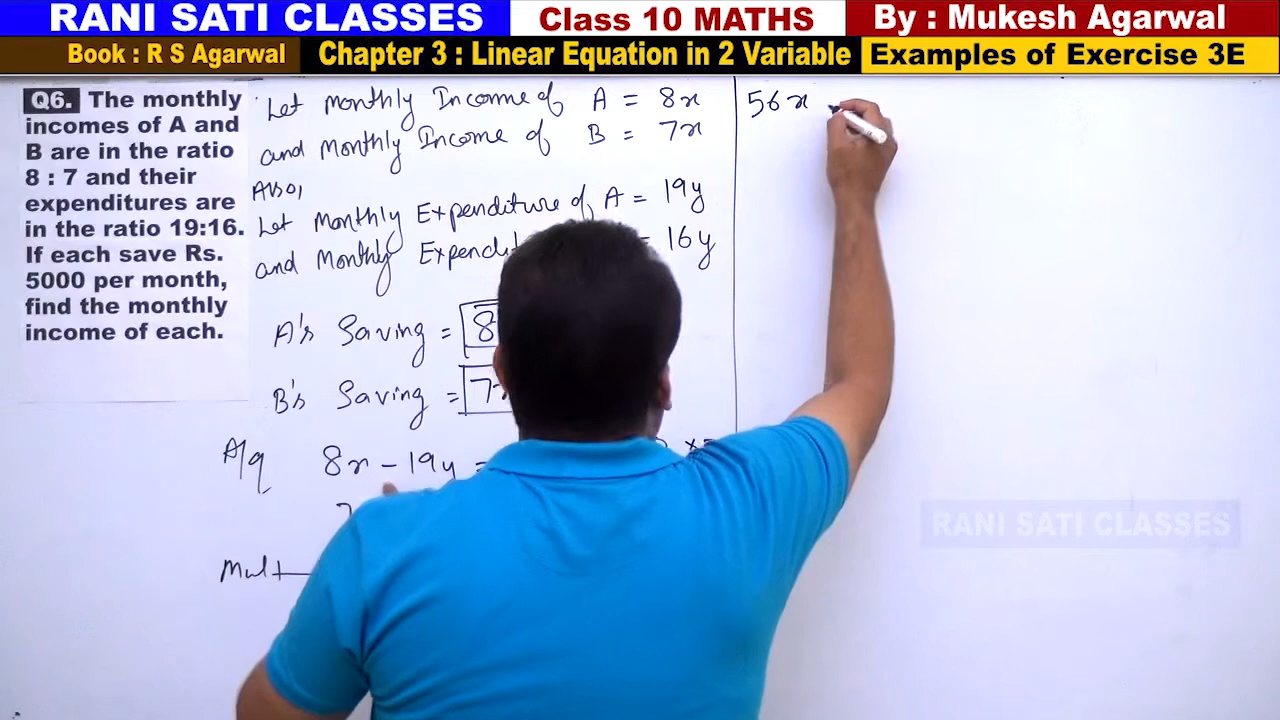 RANI SATI CLASSES
Class 10 MATHS
By : Mukesh Agarwal
Book : R S Agarwal
Chapter 3 : Linear Equation in 2 Variable
Examples of Exercise 3E
Q6. The monthly
incomes of A and
B are in the ratio
8 : 7 and their
expenditures are
in the ratio 19:16.
If each save Rs.
5000 per month,
find the monthly
income of each.
Let Monthly Income of A = 8x
and Monthly Income of B = 7x
Also,
Let Monthly Expenditure of A = 19y
and Monthly = 16y
A's Saving = 8
B's Saving = 7
A/q 8x - 19y =
56x
RANI SATI CLASSES